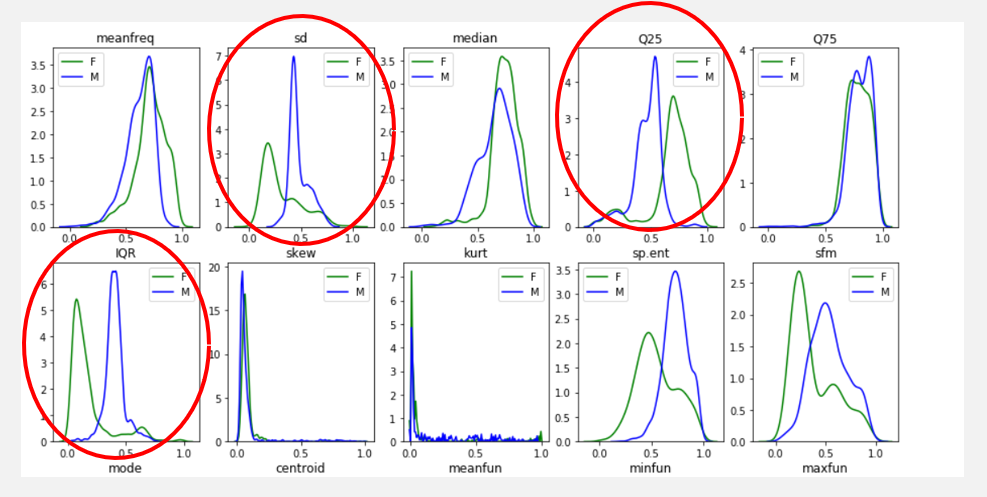 meanfreq sd median Q25 Q75
F F F F F
M M M M M
3.5 3.0 2.5 2.0 1.5 1.0 0.5 0.0
7 6 5 4 3 2 1 0
3.5 3.0 2.5 2.0 1.5 1.0 0.5 0.0
4 3 2 1 0
4 3 2 1 0
0.0 0.5 1.0 0.0 0.5 1.0 0.0 0.5 1.0 0.0 0.5 1.0 0.0 0.5 1.0
IQR skew kurt sp.ent sfm
F F F F F
M M M M M
6 5 4 3 2 1 0
20 15 10 5 0
7 6 5 4 3 2 1 0
3.5 3.0 2.5 2.0 1.5 1.0 0.5 0.0
2.5 2.0 1.5 1.0 0.5 0.0
0.0 0.5 1.0 0.0 0.5 1.0 0.0 0.5 1.0 0.0 0.5 1.0 0.0 0.5 1.0
mode centroid meanfun minfun maxfun